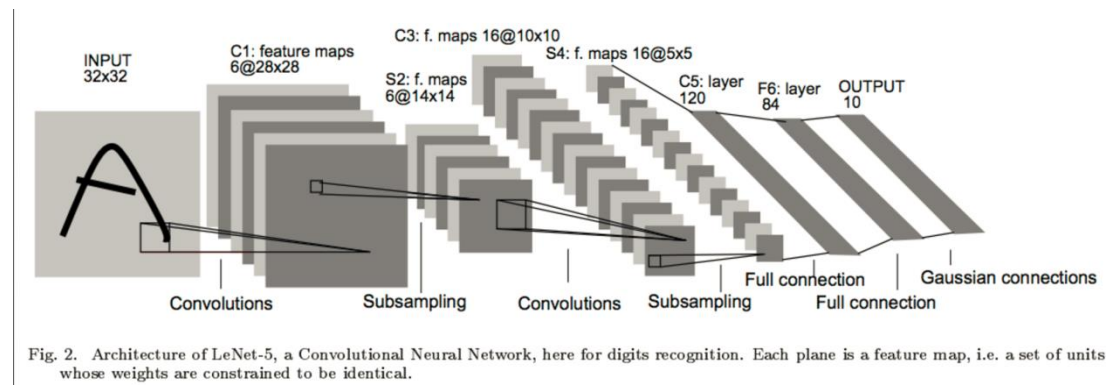 INPUT
32x32
C1: feature maps
6@28x28
S2: f. maps
6@14x14
C3: f. maps 16@10x10
S4: f. maps 16@5x5
C5: layer
120
F6: layer
84
OUTPUT
10
Convolutions
Subsampling
Convolutions
Subsampling
Full connection
Full connection
Gaussian connections
Fig. 2. Architecture of LeNet-5, a Convolutional Neural Network, here for digits recognition. Each plane is a feature map, i.e. a set of units
whose weights are constrained to be identical.